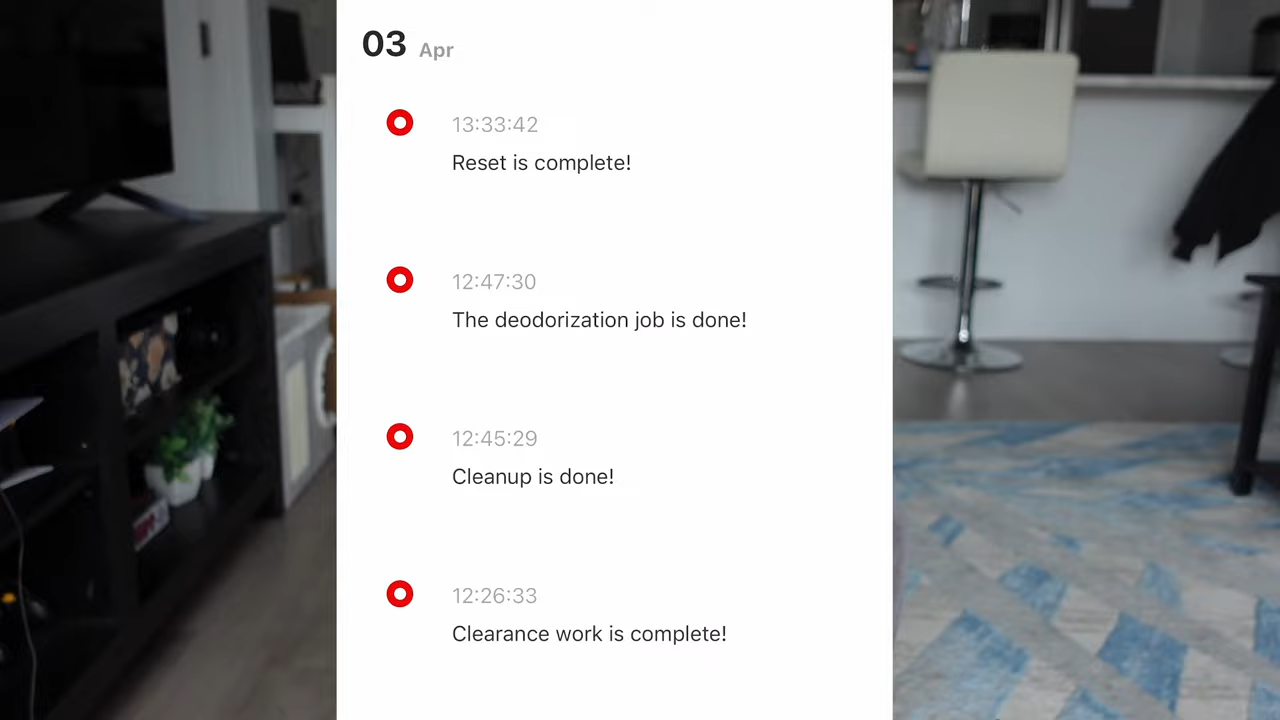 03 Apr
13:33:42
Reset is complete!
12:47:30
The deodorization job is done!
12:45:29
Cleanup is done!
12:26:33
Clearance work is complete!